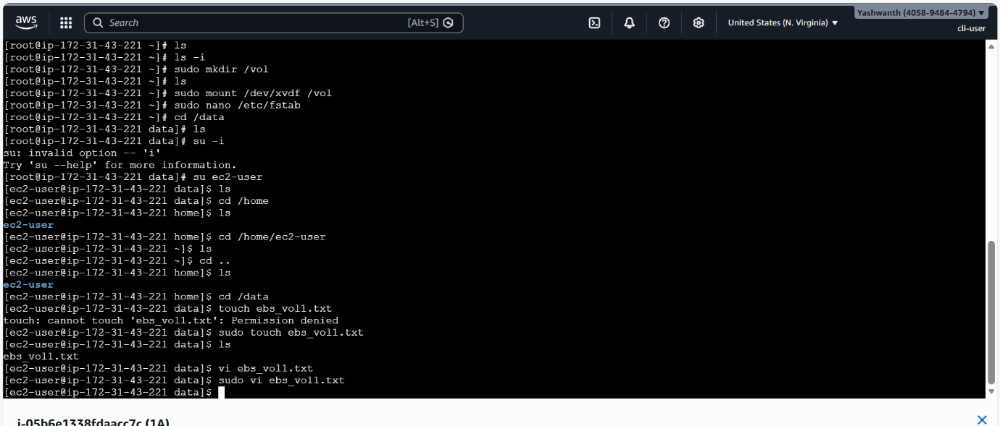 aws
Search [Alt+S]
United States (N. Virginia) ▼
Yashwanth (4058-9484-4794) ▼
cli-user
[root@ip-172-31-43-221 ~]# ls
[root@ip-172-31-43-221 ~]# ls -i
[root@ip-172-31-43-221 ~]# sudo mkdir /vol
[root@ip-172-31-43-221 ~]# ls
[root@ip-172-31-43-221 ~]# sudo mount /dev/xvdf /vol
[root@ip-172-31-43-221 ~]# sudo nano /etc/fstab
[root@ip-172-31-43-221 ~]# cd /data
[root@ip-172-31-43-221 data]# ls
[root@ip-172-31-43-221 data]# su -i
su: invalid option -- 'i'
Try 'su --help' for more information.
[root@ip-172-31-43-221 data]# su ec2-user
[ec2-user@ip-172-31-43-221 data]$ ls
[ec2-user@ip-172-31-43-221 data]$ cd /home
[ec2-user@ip-172-31-43-221 home]$ ls
ec2-user
[ec2-user@ip-172-31-43-221 home]$ cd /home/ec2-user
[ec2-user@ip-172-31-43-221 ~]$ ls
[ec2-user@ip-172-31-43-221 ~]$ cd ..
[ec2-user@ip-172-31-43-221 home]$ ls
ec2-user
[ec2-user@ip-172-31-43-221 home]$ cd /data
[ec2-user@ip-172-31-43-221 data]$ touch ebs_vol1.txt
touch: cannot touch 'ebs_vol1.txt': Permission denied
[ec2-user@ip-172-31-43-221 data]$ sudo touch ebs_vol1.txt
[ec2-user@ip-172-31-43-221 data]$ ls
ebs_vol1.txt
[ec2-user@ip-172-31-43-221 data]$ vi ebs_vol1.txt
[ec2-user@ip-172-31-43-221 data]$ sudo vi ebs_vol1.txt
[ec2-user@ip-172-31-43-221 data]$
i-05b6e1338fdaacc7c (1A)